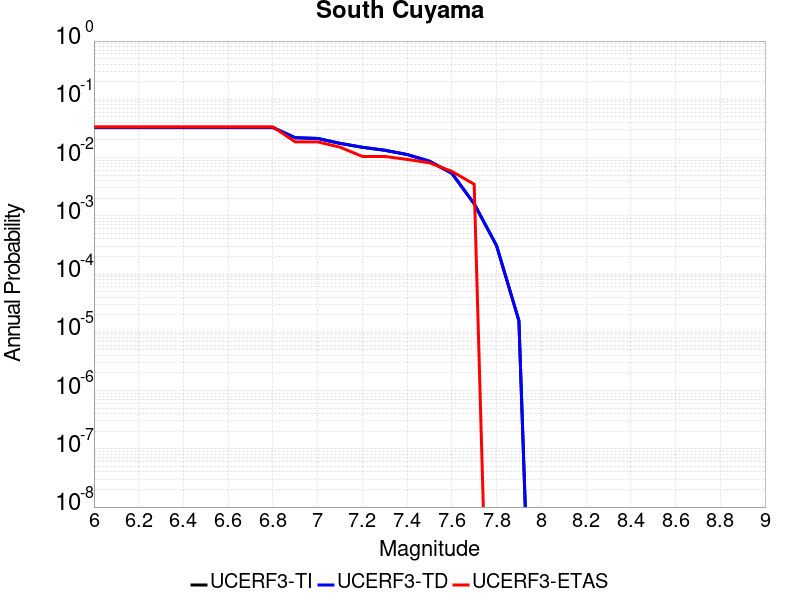 South Cuyama
10^0
10^-1
10^-2
10^-3
10^-4
10^-5
10^-6
10^-7
10^-8
Annual Probability
6 6.2 6.4 6.6 6.8 7 7.2 7.4 7.6 7.8 8 8.2 8.4 8.6 8.8 9
Magnitude
UCERF3-TI UCERF3-TD UCERF3-ETAS